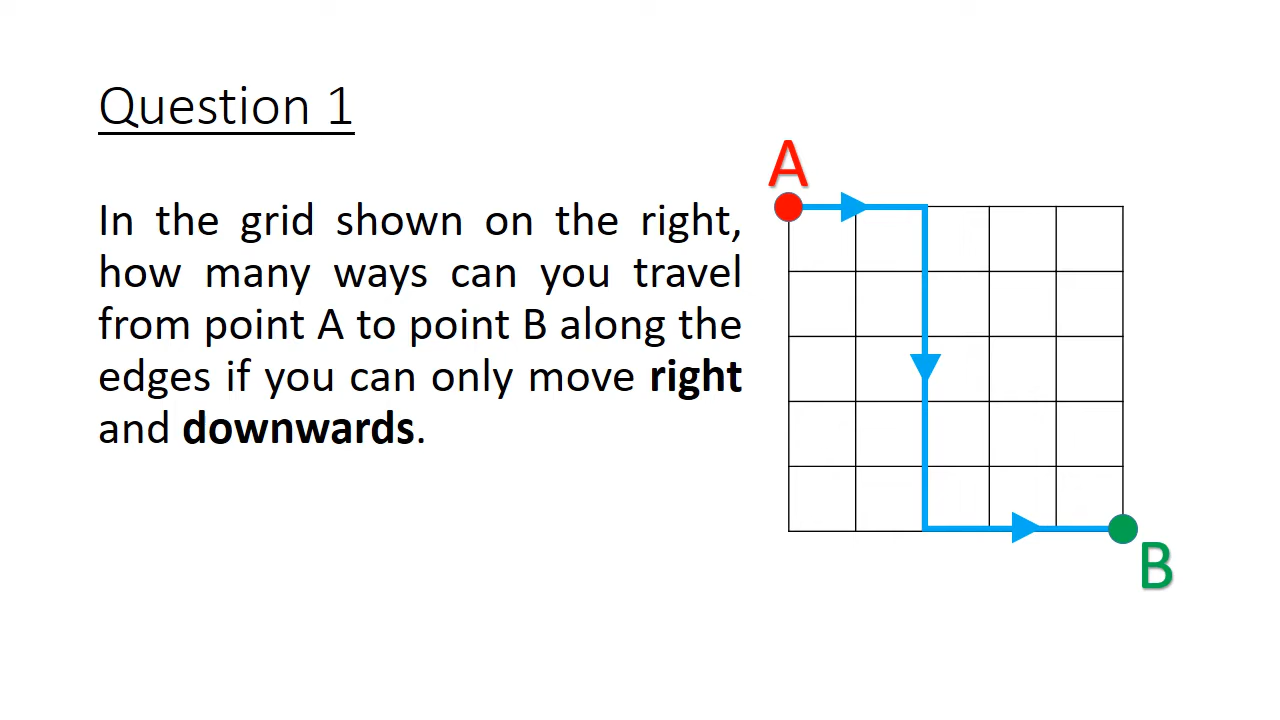 Question 1
A
In the grid shown on the right,
how many ways can you travel
from point A to point B along the
edges if you can only move right
and downwards.
B